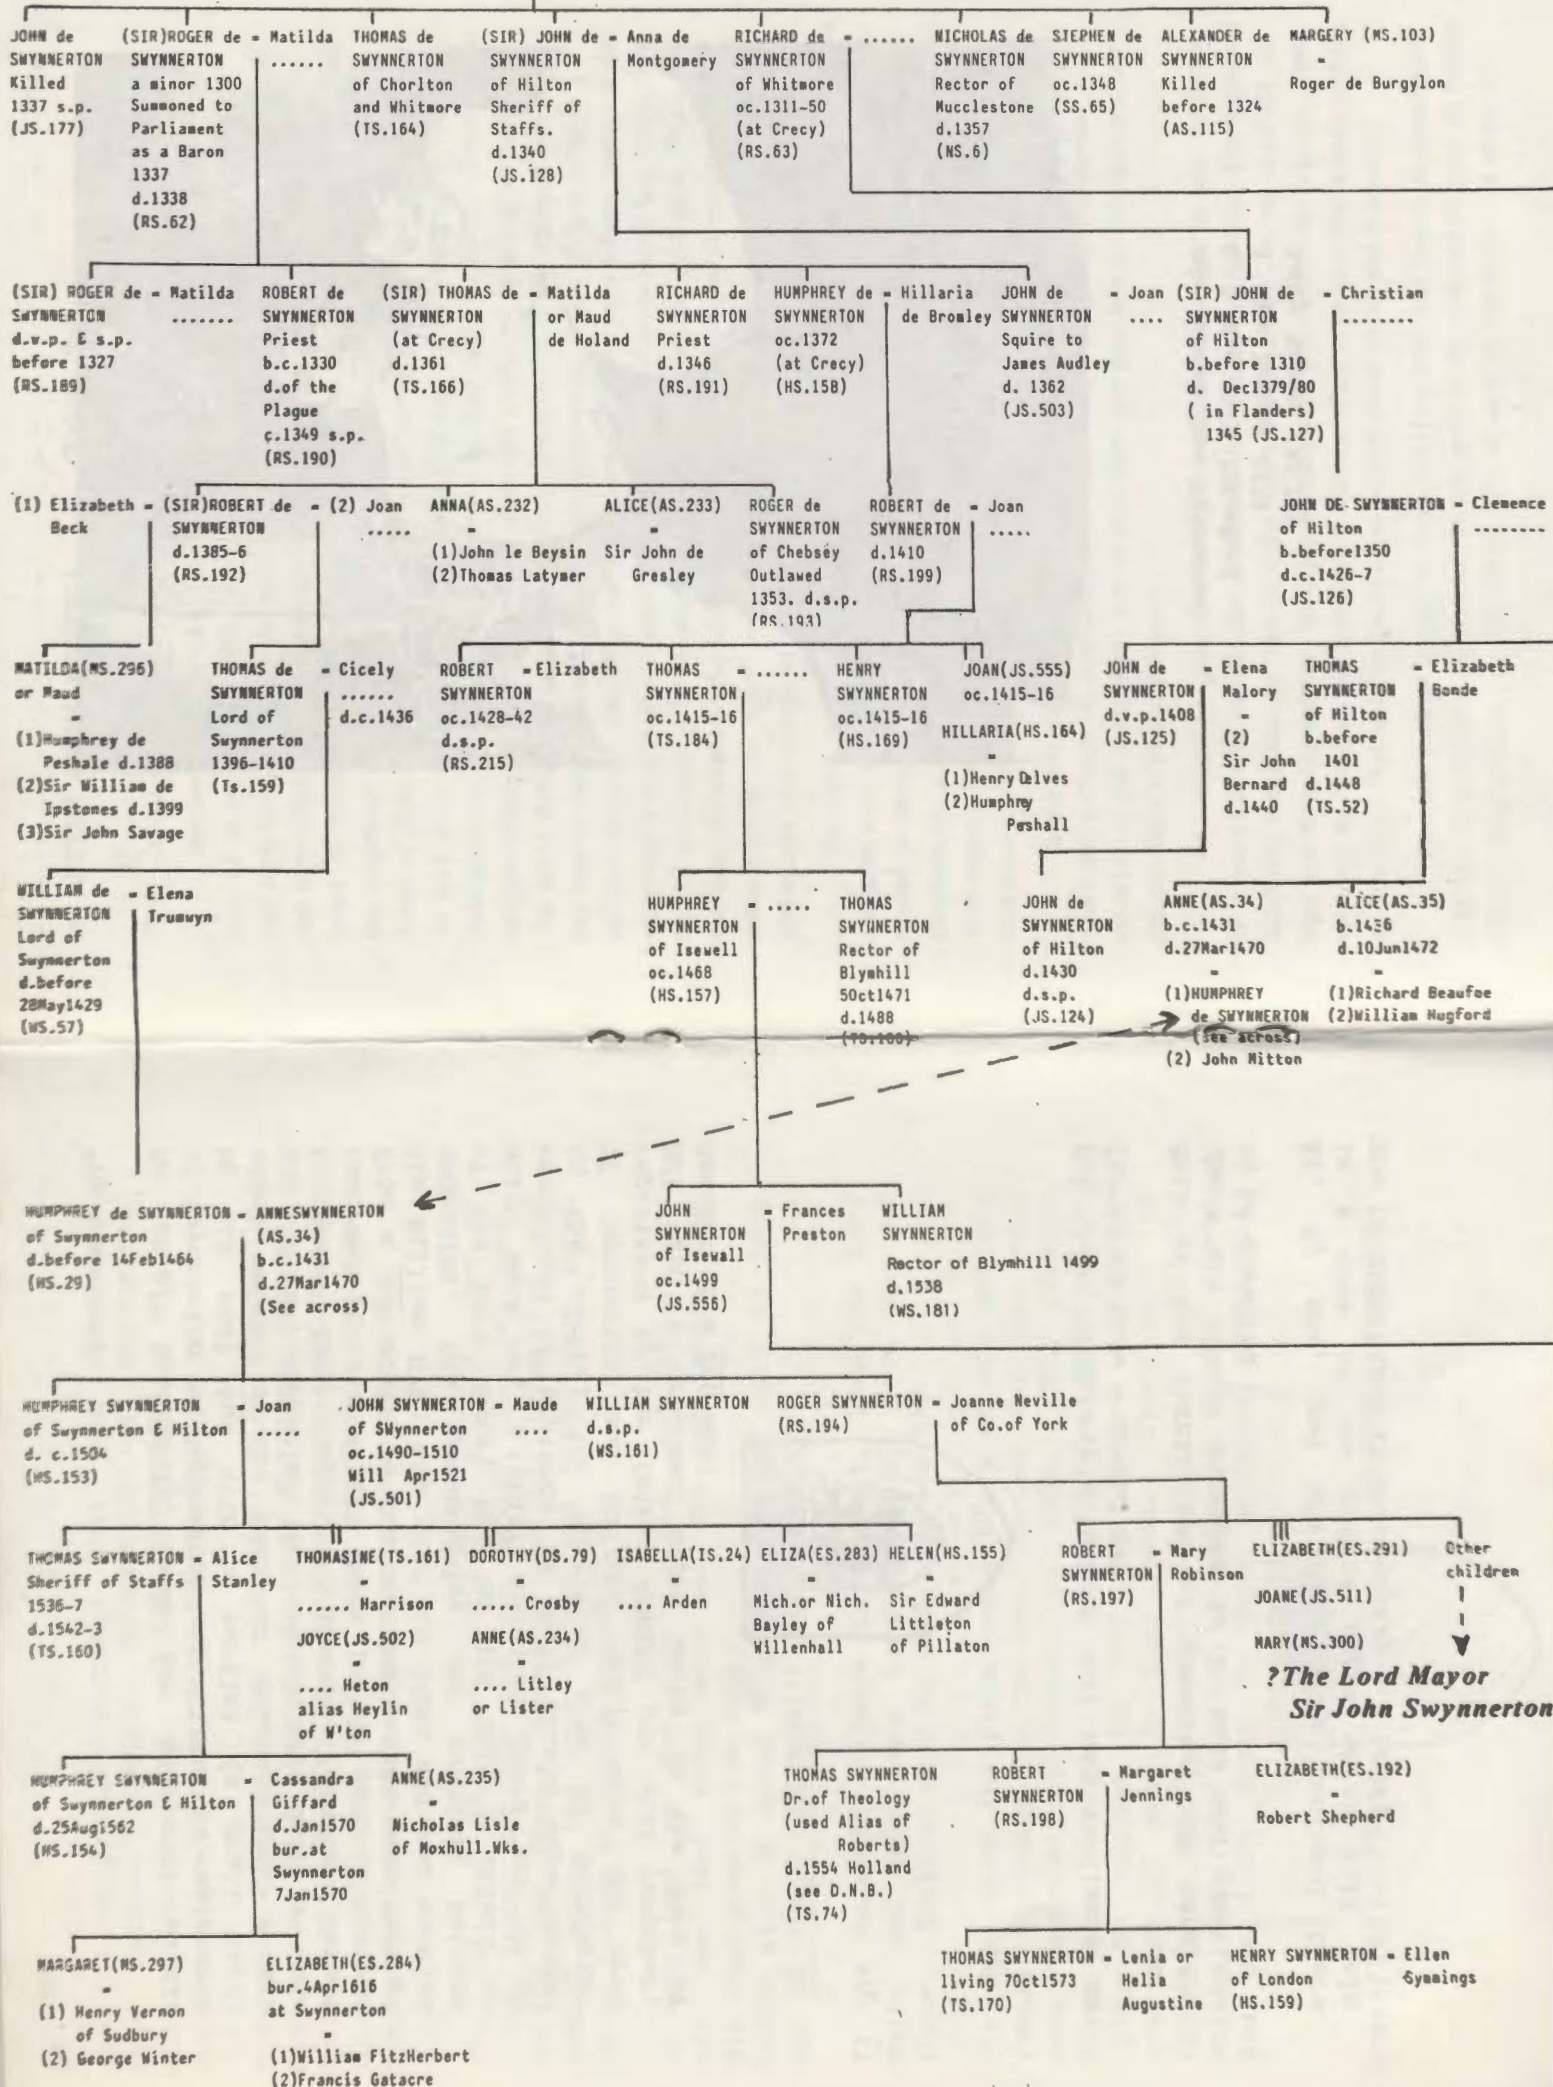 JOHN de
SWYNNERTON
Killed
1337 s.p.
(JS.177)
(SIR)ROGER de = Matilda
SWYNNERTON ......
a minor 1300
Summoned to
Parliament
as a Baron
1337
d.1338
(RS.62)
THOMAS de
SWYNNERTON
of Chorlton
and Whitmore
(TS.164)
(SIR) JOHN de = Anna de
SWYNNERTON Montgomery
of Hilton
Sheriff of
Staffs.
d.1340
(JS.128)
RICHARD de = ......
SWYNNERTON
of Whitmore
oc.1311-50
(at Crecy)
(RS.63)
NICHOLAS de
SWYNNERTON
Rector of
Mucclestone
d.1357
(NS.6)
STEPHEN de
SWYNNERTON
oc.1348
(SS.65)
ALEXANDER de
SWYNNERTON
Killed
before 1324
(AS.115)
MARGERY (MS.103)
=
Roger de Burgylon
(SIR) ROGER de = Matilda
SWYNNERTON .......
d.v.p. & s.p.
before 1327
(RS.189)
ROBERT de
SWYNNERTON
Priest
b.c.1330
d.of the
Plague
c.1349 s.p.
(RS.190)
(SIR) THOMAS de = Matilda
SWYNNERTON or Maud
(at Crecy) de Holand
d.1361
(TS.166)
RICHARD de
SWYNNERTON
Priest
d.1346
(RS.191)
HUMPHREY de = Hillaria
SWYNNERTON de Bromley
oc.1372
(at Crecy)
(HS.158)
JOHN de = Joan
SWYNNERTON ....
Squire to
James Audley
d. 1362
(JS.503)
(SIR) JOHN de = Christian
SWYNNERTON ........
of Hilton
b.before 1310
d. Dec1379/80
( in Flanders)
1345 (JS.127)
(1) Elizabeth = (SIR)ROBERT de = (2) Joan
Beck SWYNNERTON .....
d.1385-6
(RS.192)
ANNA(AS.232)
=
(1)John le Beysin
(2)Thomas Latymer
ALICE(AS.233)
=
Sir John de
Gresley
ROGER de
SWYNNERTON
of Chebsey
Outlawed
1353. d.s.p.
(RS.193)
ROBERT de = Joan
SWYNNERTON .....
d.1410
(RS.199)
JOHN DE SWYNNERTON = Clemence
of Hilton ........
b.before1350
d.c.1426-7
(JS.126)
MATILDA(MS.296)
or Maud
=
(1)Humphrey de
Peshale d.1388
(2)Sir William de
Ipstones d.1399
(3)Sir John Savage
THOMAS de = Cicely
SWYNNERTON ......
Lord of d.c.1436
Swynnerton
1396-1410
(Ts.159)
ROBERT = Elizabeth
SWYNNERTON
oc.1428-42
d.s.p.
(RS.215)
THOMAS = ......
SWYNNERTON
oc.1415-16
(TS.184)
HENRY
SWYNNERTON
oc.1415-16
(HS.169)
JOAN(JS.555)
oc.1415-16
HILLARIA(HS.164)
=
(1)Henry Delves
(2)Humphrey
Peshall
JOHN de = Elena
SWYNNERTON Malory
d.v.p.1408 =
(JS.125) (2)
Sir John
Bernard
d.1440
THOMAS = Elizabeth
SWYNNERTON Bonde
of Hilton
b.before
1401
d.1448
(TS.52)
WILLIAM de = Elena
SWYNNERTON Trumwyn
Lord of
Swynnerton
d.before
28May1429
(WS.57)
HUMPHREY = .....
SWYNNERTON
of Isewell
oc.1468
(HS.157)
THOMAS
SWYNNERTON
Rector of
Blymhill
5Oct1471
d.1488
JOHN de
SWYNNERTON
of Hilton
d.1430
d.s.p.
(JS.124)
ANNE(AS.34)
b.c.1431
d.27Mar1470
=
(1)HUMPHREY
de SWYNNERTON
(See across)
(2) John Mitton
ALICE(AS.35)
b.1436
d.10Jun1472
=
(1)Richard Beaufoe
(2)William Hugford
HUMPHREY de SWYNNERTON = ANNESWYNNERTON
of Swynnerton (AS.34)
d.before 14Feb1464 b.c.1431
(HS.29) d.27Mar1470
(See across)
JOHN = Frances
SWYNNERTON Preston
of Isewall
oc.1499
(JS.556)
WILLIAM
SWYNNERTON
Rector of Blymhill 1499
d.1538
(WS.181)
HUMPHREY SWYNNERTON = Joan
of Swynnerton & Hilton .....
d. c.1504
(HS.153)
JOHN SWYNNERTON = Maude
of SWynnerton ....
oc.1490-1510
Will Apr1521
(JS.501)
WILLIAM SWYNNERTON
d.s.p.
(WS.161)
ROGER SWYNNERTON = Joanne Neville
(RS.194) of Co.of York
THOMAS SWYNNERTON = Alice
Sheriff of Staffs Stanley
1536-7
d.1542-3
(TS.160)
THOMASINE(TS.161)
=
...... Harrison
JOYCE(JS.502)
=
.... Heton
alias Heylin
of W'ton
DOROTHY(DS.79)
=
..... Crosby
ANNE(AS.234)
=
.... Litley
or Lister
ISABELLA(IS.24)
=
.... Arden
ELIZA(ES.283)
=
Mich.or Nich.
Bayley of
Willenhall
HELEN(HS.155)
=
Sir Edward
Littleton
of Pillaton
ROBERT = Mary
SWYNNERTON Robinson
(RS.197)
ELIZABETH(ES.291)
JOANE(JS.511)
MARY(MS.300)
Other
children
?The Lord Mayor
Sir John Swynnerton
HUMPHREY SWYNNERTON = Cassandra
of Swynnerton & Hilton Giffard
d.25Aug1562 d.Jan1570
(HS.154) bur.at
Swynnerton
7Jan1570
ANNE(AS.235)
=
Nicholas Lisle
of Moxhull.Wks.
THOMAS SWYNNERTON
Dr.of Theology
(used Alias of
Roberts)
d.1554 Holland
(see D.N.B.)
(TS.74)
ROBERT = Margaret
SWYNNERTON Jennings
(RS.198)
ELIZABETH(ES.192)
=
Robert Shepherd
MARGARET(MS.297)
=
(1) Henry Vernon
of Sudbury
(2) George Winter
ELIZABETH(ES.284)
bur.4Apr1616
at Swynnerton
=
(1)William FitzHerbert
(2)Francis Gatacre
THOMAS SWYNNERTON = Lenia or
living 7Oct1573 Helia
(TS.170) Augustine
HENRY SWYNNERTON = Ellen
of London Gymmings
(HS.159)